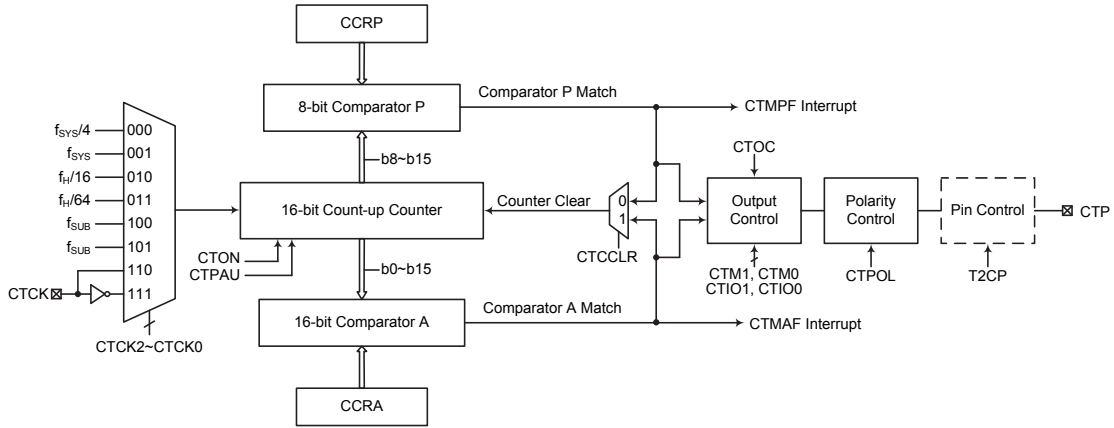 CCRP
8-bit Comparator P
Comparator P Match
CTMPF Interrupt
b8~b15
fSYS/4
000
fSYS
001
fH/16
010
fH/64
011
fSUB
100
fSUB
101
110
111
CTCK
CTCK2~CTCK0
16-bit Count-up Counter
CTON
CTPAU
Counter Clear
0
1
CTCCLR
CTOC
Output
Control
CTM1, CTM0
CTIO1, CTIO0
Polarity
Control
CTPOL
Pin Control
T2CP
CTP
b0~b15
16-bit Comparator A
Comparator A Match
CTMAF Interrupt
CCRA